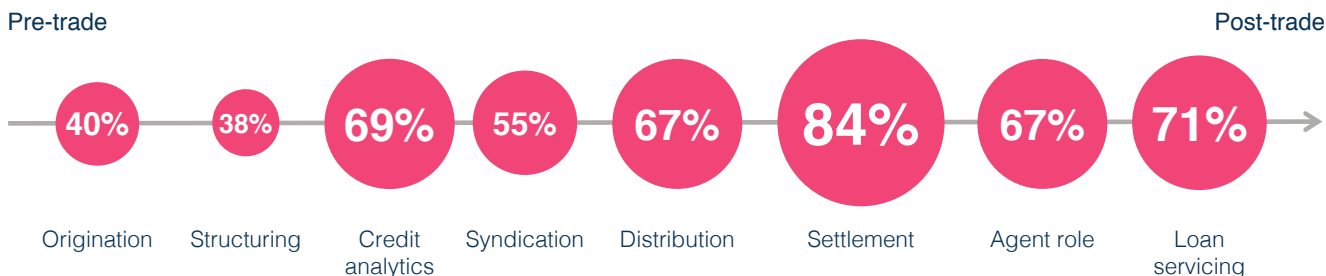 Pre-trade
Post-trade
40%
38%
69%
55%
67%
84%
67%
71%
Origination
Structuring
Credit
analytics
Syndication
Distribution
Settlement
Agent role
Loan
servicing